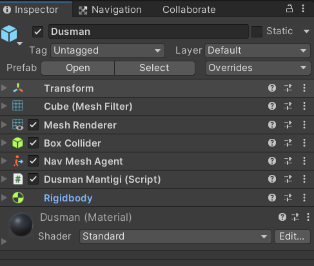 Inspector Navigation Collaborate
Dusman Static
Tag Untagged Layer Default
Prefab Open Select Overrides
Transform
Cube (Mesh Filter)
Mesh Renderer
Box Collider
Nav Mesh Agent
Dusman Mantigi (Script)
Rigidbody
Dusman (Material)
Shader Standard Edit...